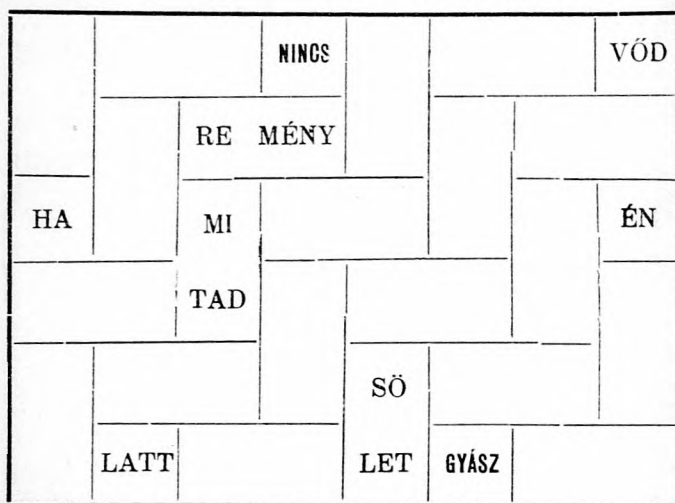 NINCS VŐD
RE MÉNY
HA MI ÉN
TAD
SÖ
LATT LET GYÁSZ